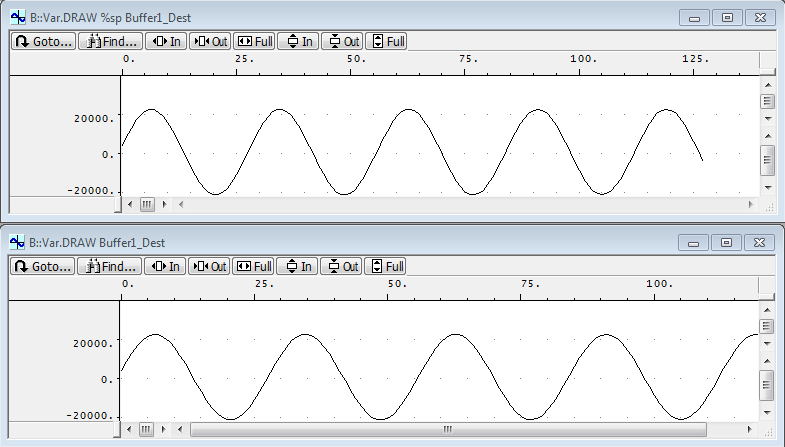 B::Var.DRAW %sp Buffer1_Dest
Goto... Find... In Out Full In Out Full
0. 25. 50. 75. 100. 125.
20000.
0.
-20000.
B::Var.DRAW Buffer1_Dest
Goto... Find... In Out Full In Out Full
0. 25. 50. 75. 100.
20000.
0.
-20000.